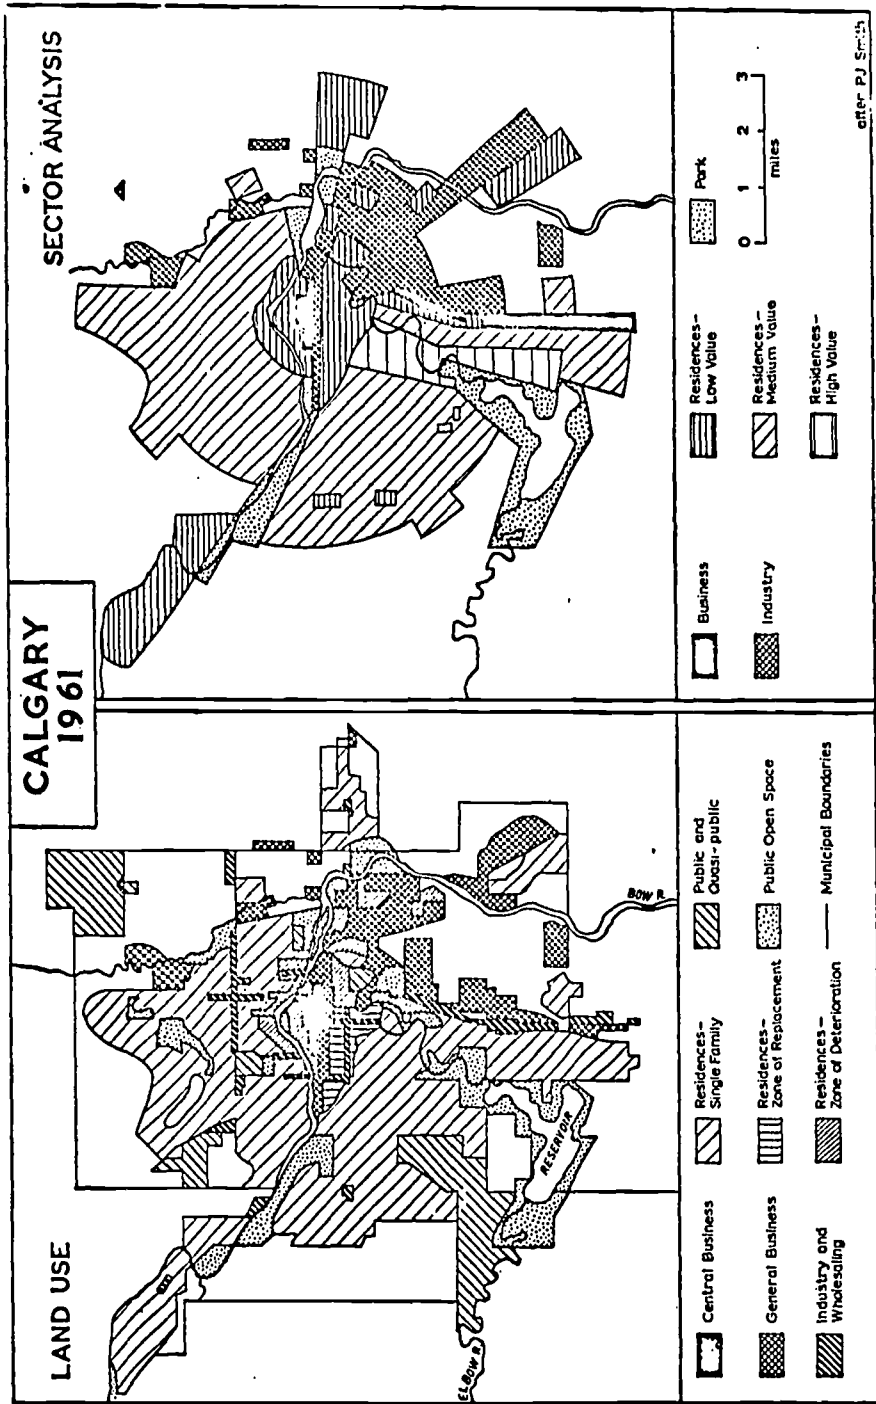 CALGARY
1961
LAND USE
ELBOW R.
RESERVOIR
BOW R.
Central Business
General Business
Industry and
Wholesaling
Residences –
Single Family
Residences –
Zone of Replacement
Residences –
Zone of Deterioration
Public and
Quasi-public
Public Open Space
Municipal Boundaries
SECTOR ANALYSIS
Business
Industry
Residences –
Low Value
Residences –
Medium Value
Residences –
High Value
Park
0 1 2 3
miles
after PJ Smith